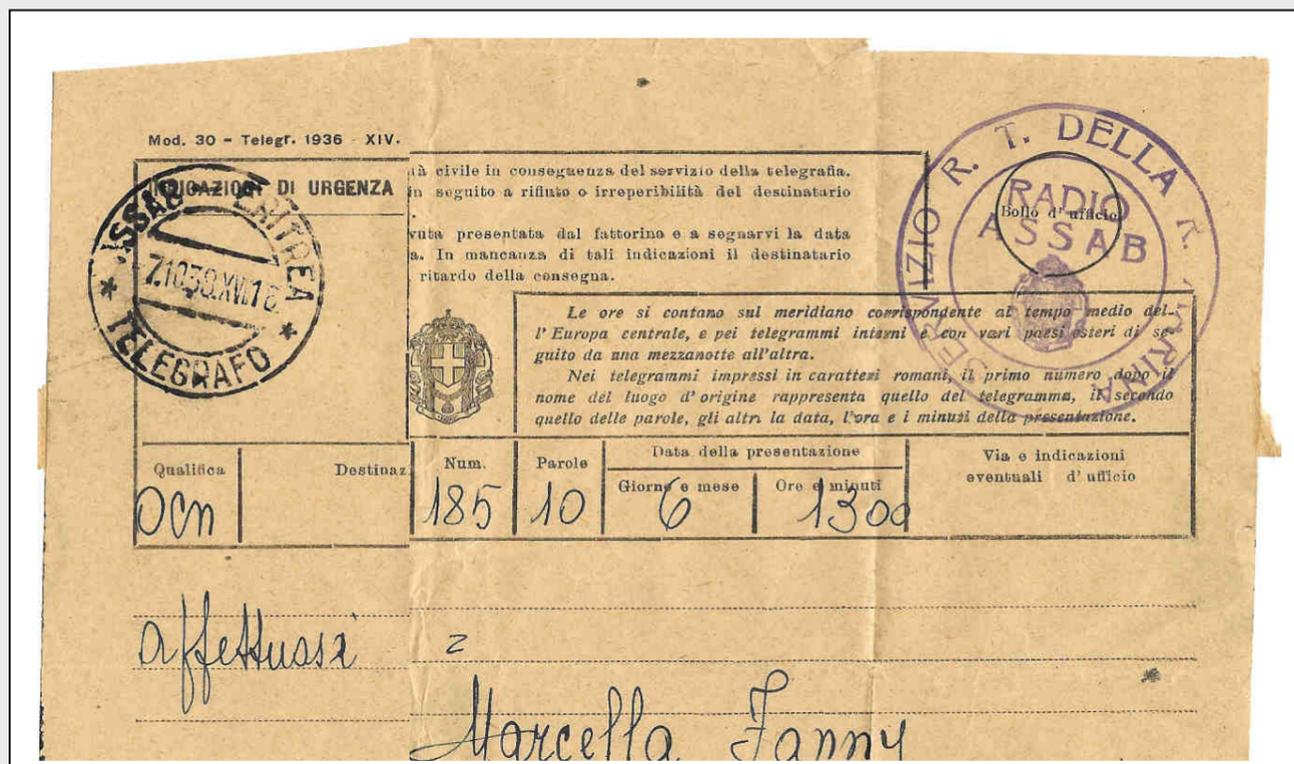 Mod. 30 - Telegr. 1936 - XIV.
INDICAZIONI DI URGENZA
ASSAB - ERITREA
7.10.39.XVII.18
* TELEGRAFO *
tà civile in conseguenza del servizio della telegrafia.
in seguito a rifiuto o irreperibilità del destinatario
vuta presentata dal fattorino e a segnarvi la data
a. In mancanza di tali indicazioni il destinatario
ritardo della consegna.
SERVIZIO R. T. DELLA R. MARINA
RADIO
ASSAB
Bollo d'ufficio
Le ore si contano sul meridiano corrispondente al tempo medio del-
l'Europa centrale, e pei telegrammi interni e con vari paesi esteri di se-
guito da una mezzanotte all'altra.
Nei telegrammi impressi in caratteri romani, il primo numero dopo il
nome del luogo d'origine rappresenta quello del telegramma, il secondo
quello delle parole, gli altri la data, l'ora e i minuti della presentazione.
Qualifica
Ocn
Destinaz
Num.
185
Parole
10
Data della presentazione
Giorno e mese
6
Ore e minuti
1300
Via e indicazioni
eventuali d'ufficio
affettuosi =
Marcella Fanny